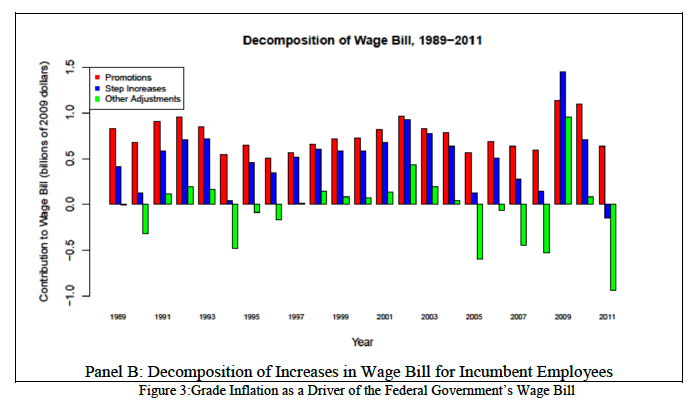 Decomposition of Wage Bill, 1989−2011
Contribution to Wage Bill (billions of 2009 dollars)
1.5
1.0
0.5
0.0
−0.5
−1.0
Promotions
Step Increases
Other Adjustments
1989 1991 1993 1995 1997 1999 2001 2003 2005 2007 2009 2011
Year
Panel B: Decomposition of Increases in Wage Bill for Incumbent Employees
Figure 3:Grade Inflation as a Driver of the Federal Government’s Wage Bill